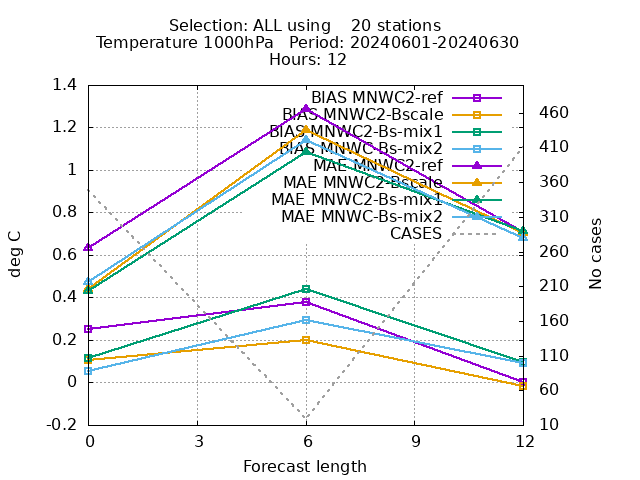 Selection: ALL using    20 stations
Temperature 1000hPa   Period: 20240601-20240630
Hours: 12
BIAS MNWC2-ref
BIAS MNWC2-Bscale
BIAS MNWC2-Bs-mix1
BIAS MNWC-Bs-mix2
MAE MNWC2-ref
MAE MNWC2-Bscale
MAE MNWC2-Bs-mix1
MAE MNWC-Bs-mix2
CASES
deg C
1.4
1.2
1
0.8
0.6
0.4
0.2
0
-0.2
460
410
360
310
260
210
160
110
60
10
No cases
0 3 6 9 12
Forecast length